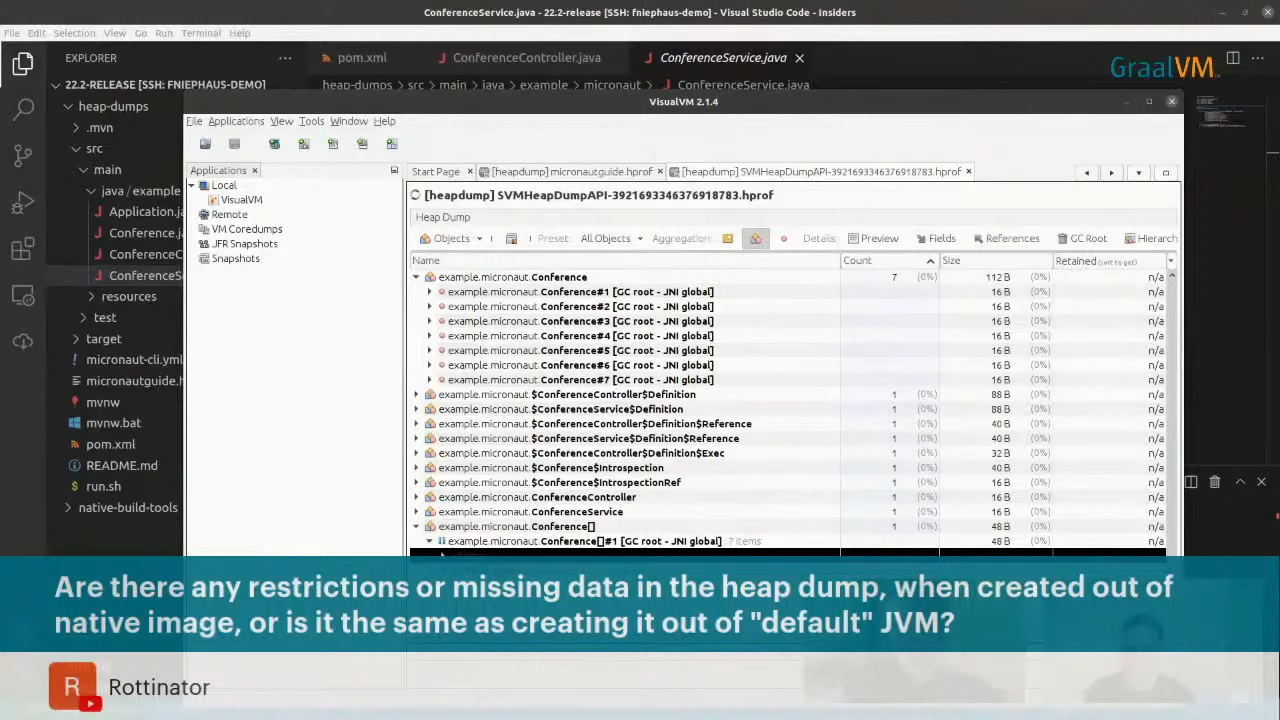 ConferenceService.java - 22.2-release [SSH: fniephaus-demo] - Visual Studio Code - Insiders
File Edit Selection View Go Run Terminal Help
EXPLORER
pom.xml ConferenceController.java ConferenceService.java
22.2-RELEASE [SSH: FNIEPHAUS-DEMO]
heap-dumps > src > main > java > example > micronaut > ConferenceService.java
GraalVM
heap-dumps
.mvn
src
main
java / example
Application.ja
Conference.j
ConferenceC
ConferenceS
resources
test
target
micronaut-cli.yml
micronautguide.h
mvnw
mvnw.bat
pom.xml
README.md
run.sh
native-build-tools
VisualVM 2.1.4
File Applications View Tools Window Help
Applications
Local
VisualVM
Remote
VM Coredumps
JFR Snapshots
Snapshots
Start Page [heapdump] micronautguide.hprof [heapdump] SVMHeapDumpAPI-3921693346376918783.hprof
[heapdump] SVMHeapDumpAPI-3921693346376918783.hprof
Heap Dump
Objects Preset: All Objects Aggregation: Details: Preview Fields References GC Root Hierarch
Name Count Size Retained (sort to get)
example.micronaut.Conference 7 (0%) 112 B (0%) n/a
example.micronaut.Conference#1 [GC root - JNI global] 16 B (0%) n/a
example.micronaut.Conference#2 [GC root - JNI global] 16 B (0%) n/a
example.micronaut.Conference#3 [GC root - JNI global] 16 B (0%) n/a
example.micronaut.Conference#4 [GC root - JNI global] 16 B (0%) n/a
example.micronaut.Conference#5 [GC root - JNI global] 16 B (0%) n/a
example.micronaut.Conference#6 [GC root - JNI global] 16 B (0%) n/a
example.micronaut.Conference#7 [GC root - JNI global] 16 B (0%) n/a
example.micronaut.$ConferenceController$Definition 1 (0%) 88 B (0%) n/a
example.micronaut.$ConferenceService$Definition 1 (0%) 88 B (0%) n/a
example.micronaut.$ConferenceController$Definition$Reference 1 (0%) 40 B (0%) n/a
example.micronaut.$ConferenceService$Definition$Reference 1 (0%) 40 B (0%) n/a
example.micronaut.$ConferenceController$Definition$Exec 1 (0%) 32 B (0%) n/a
example.micronaut.$Conference$Introspection 1 (0%) 40 B (0%) n/a
example.micronaut.$Conference$IntrospectionRef 1 (0%) 16 B (0%) n/a
example.micronaut.ConferenceController 1 (0%) 16 B (0%) n/a
example.micronaut.ConferenceService 1 (0%) 16 B (0%) n/a
example.micronaut.Conference[] 1 (0%) 48 B (0%) n/a
example.micronaut.Conference[]#1 [GC root - JNI global] 7 items 48 B (0%) n/a
Are there any restrictions or missing data in the heap dump, when created out of
native image, or is it the same as creating it out of "default" JVM?
R Rottinator